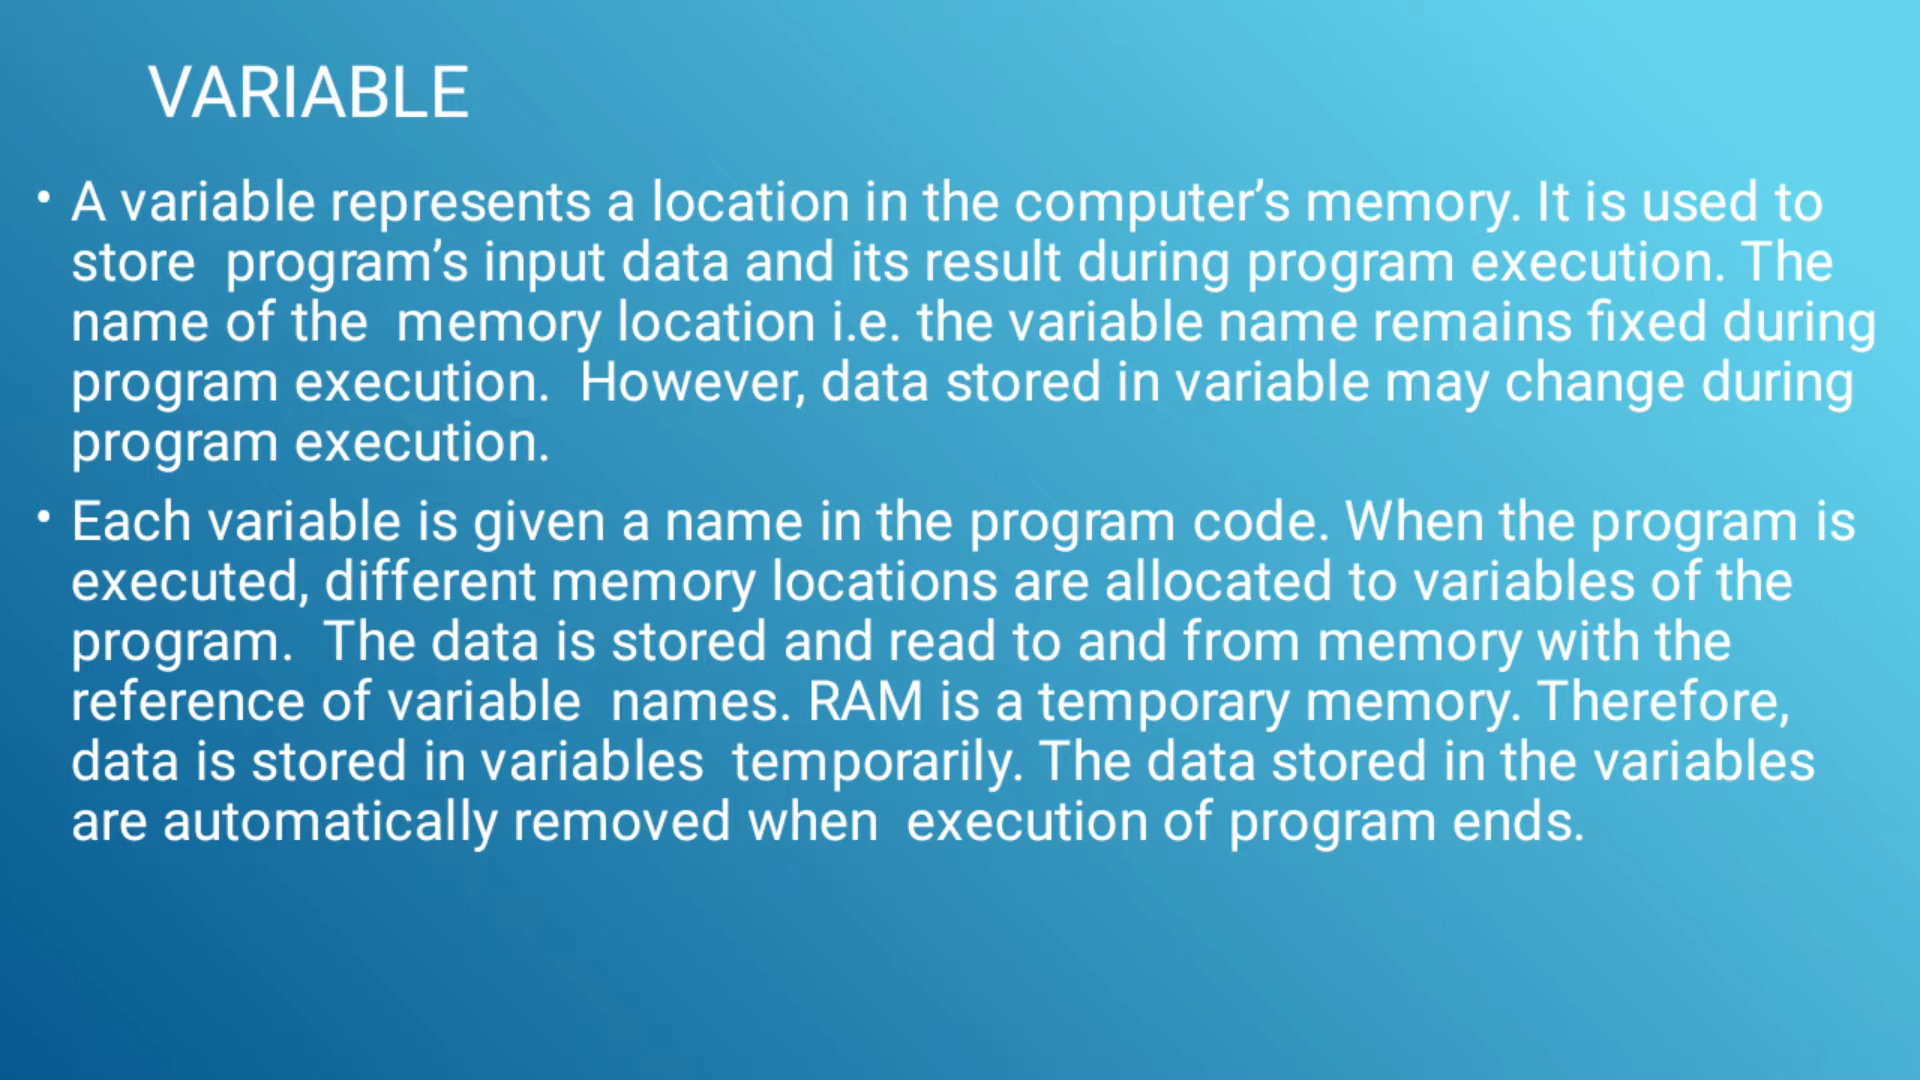 VARIABLE
• A variable represents a location in the computer’s memory. It is used to
store  program’s input data and its result during program execution. The
name of the  memory location i.e. the variable name remains fixed during
program execution.  However, data stored in variable may change during
program execution.
• Each variable is given a name in the program code. When the program is
executed, different memory locations are allocated to variables of the
program.  The data is stored and read to and from memory with the
reference of variable  names. RAM is a temporary memory. Therefore,
data is stored in variables  temporarily. The data stored in the variables
are automatically removed when  execution of program ends.